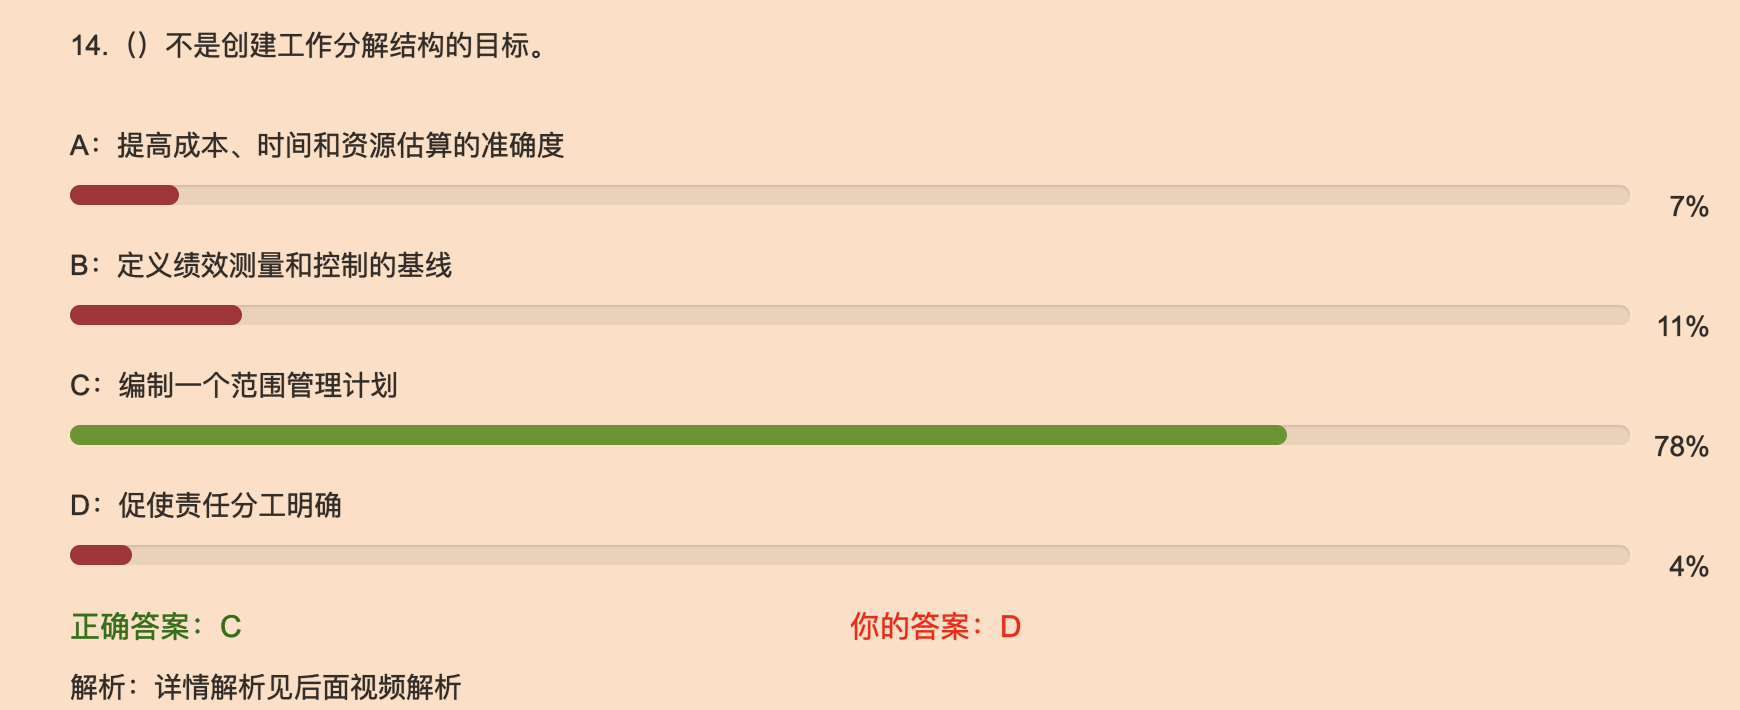 14.（）不是创建工作分解结构的目标。
A：提高成本、时间和资源估算的准确度
7%
B：定义绩效测量和控制的基线
11%
C：编制一个范围管理计划
78%
D：促使责任分工明确
4%
正确答案：C
你的答案：D
解析：详情解析见后面视频解析